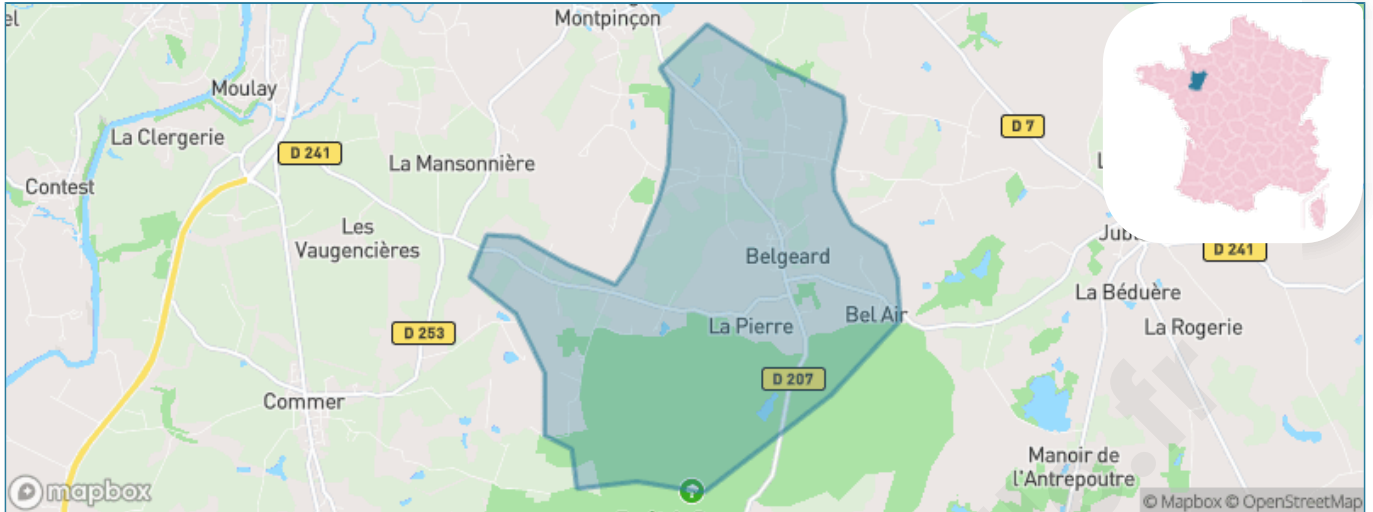 el
Montpinçon
Moulay
La Clergerie
D 7
D 241
La Mansonnière
Contest
Les
Vaugencières
Jub
D 241
Belgeard
La Béduère
La Pierre
Bel Air
La Rogerie
D 253
D 207
Commer
Manoir de
l'Antrepoutre
mapbox
© Mapbox © OpenStreetMap